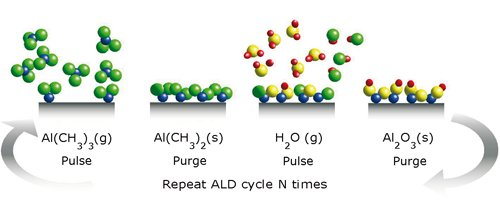 Al(CH3)3(g)
Pulse
Al(CH3)2(s)
Purge
H2O (g)
Pulse
Al2O3(s)
Purge
Repeat ALD cycle N times